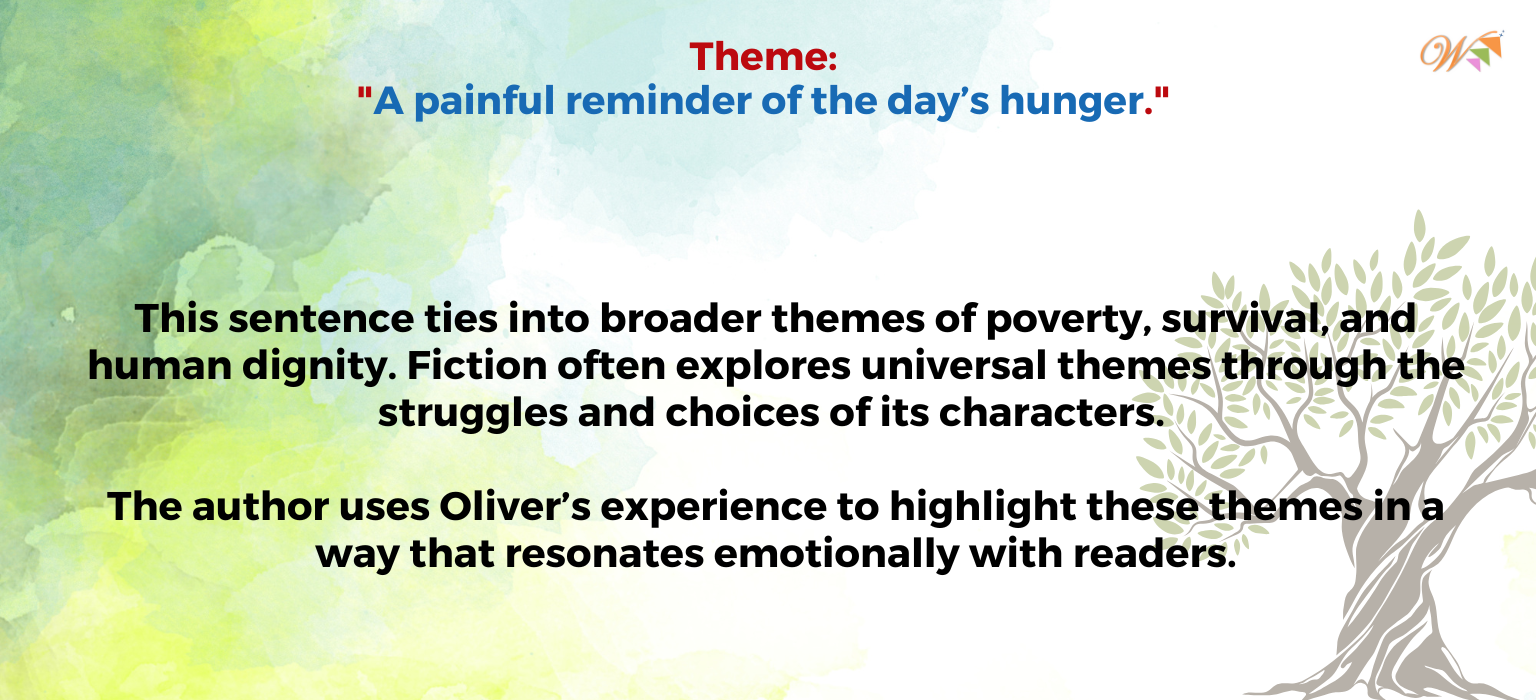 Theme:
"A painful reminder of the day’s hunger."
W
This sentence ties into broader themes of poverty, survival, and
human dignity. Fiction often explores universal themes through the
struggles and choices of its characters.
The author uses Oliver’s experience to highlight these themes in a
way that resonates emotionally with readers.